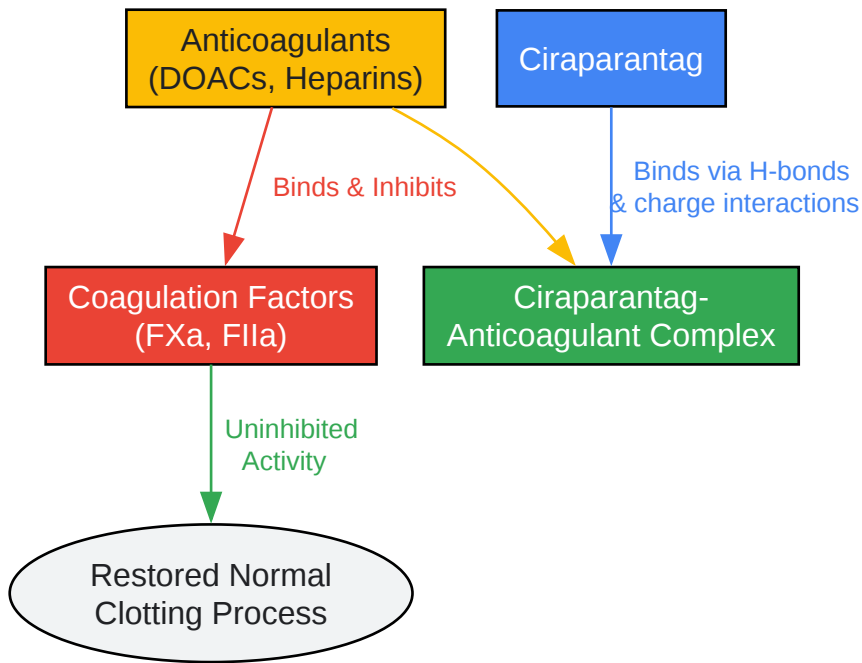 Anticoagulants
(DOACs, Heparins)
Ciraparantag
Binds & Inhibits
Binds via H-bonds
& charge interactions
Coagulation Factors
(FXa, FIIa)
Ciraparantag-
Anticoagulant Complex
Uninhibited
Activity
Restored Normal
Clotting Process